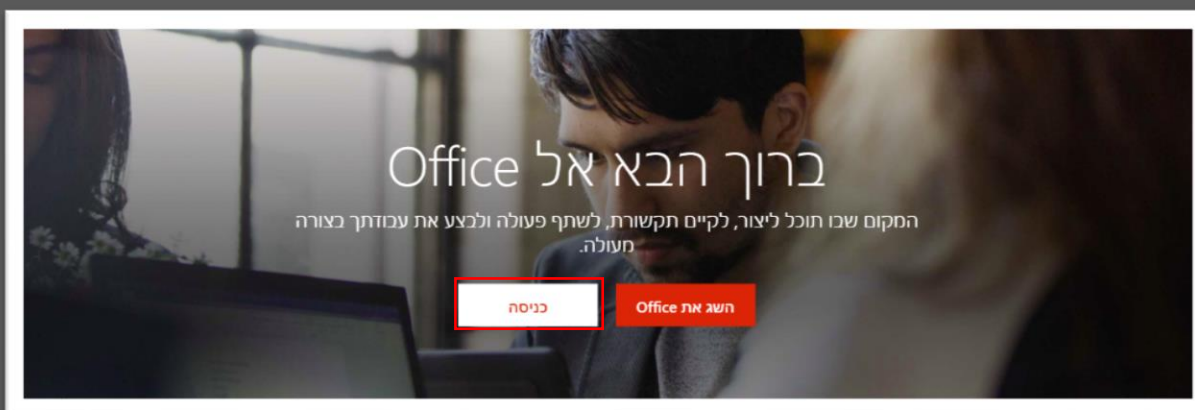 ברוך הבא אל Office
המקום שבו תוכל ליצור, לקיים תקשורת, לשתף פעולה ולבצע את עבודתך בצורה
מעולה.
השג את Office
כניסה